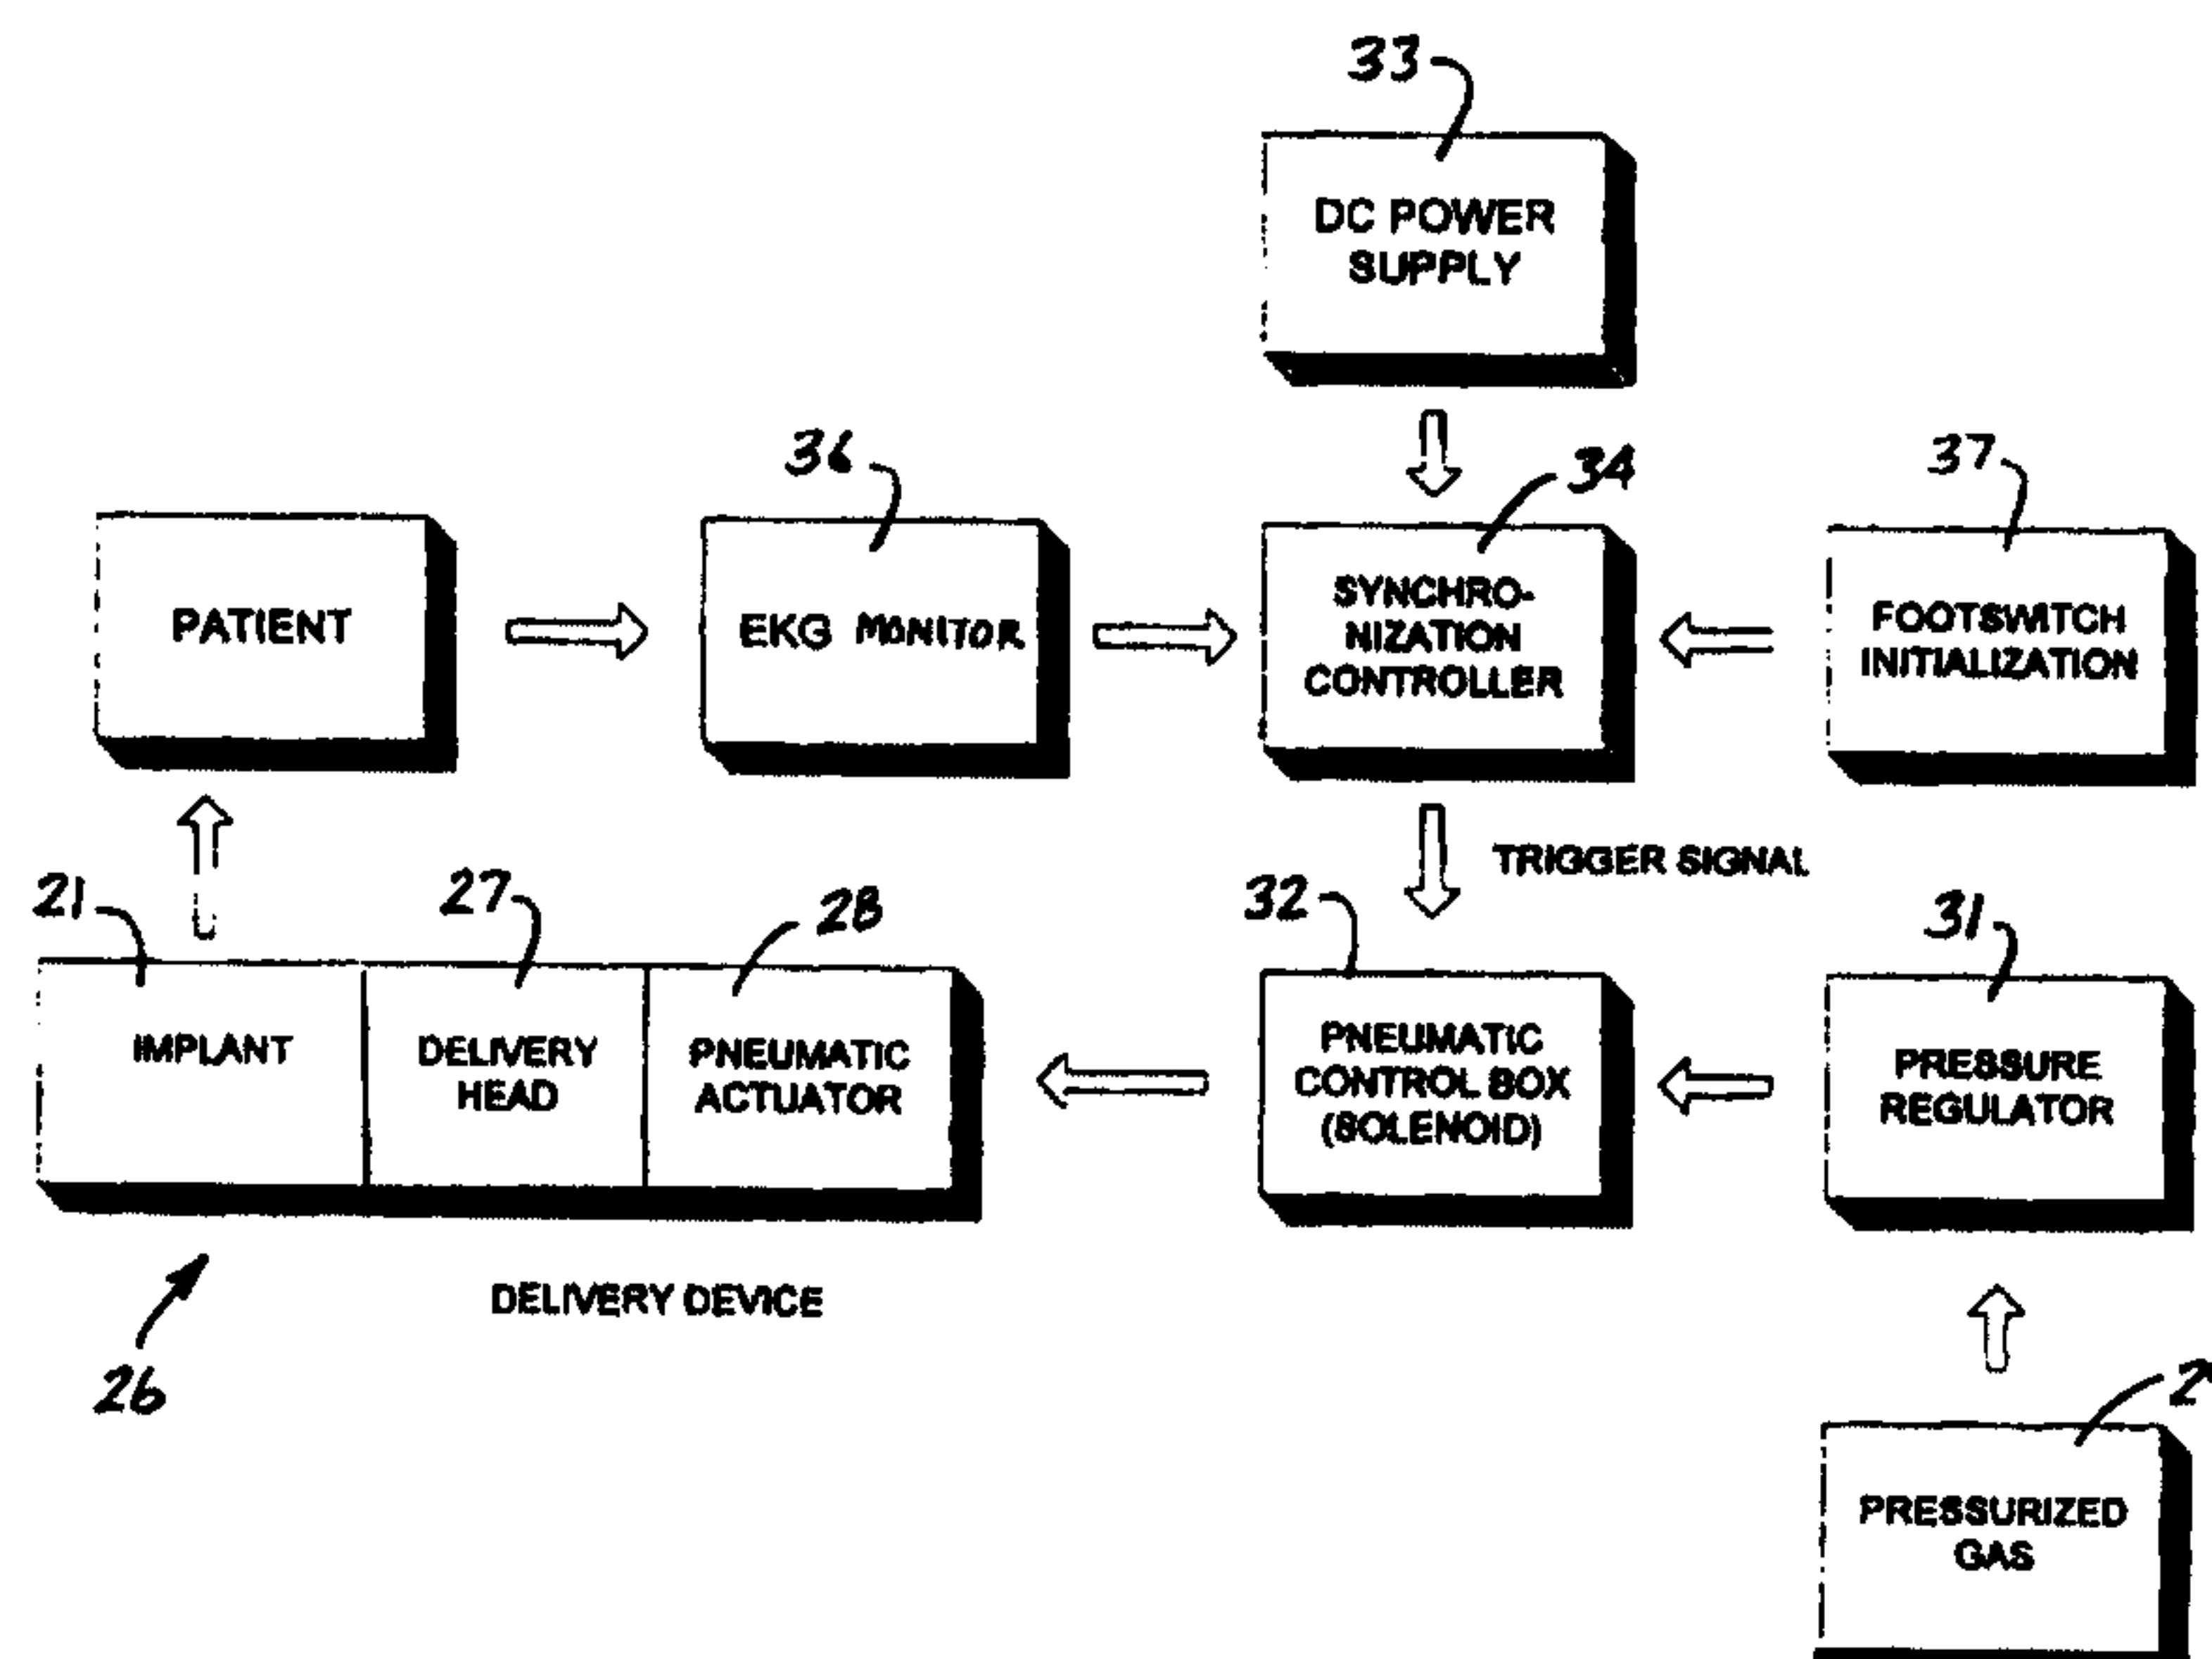 33
DC POWER
SUPPLY
36
34
37
PATIENT
EKG MONITOR
SYNCHRO-
NIZATION
CONTROLLER
FOOTSWITCH
INITIALIZATION
TRIGGER SIGNAL
21
27
28
32
31
IMPLANT
DELIVERY
HEAD
PNEUMATIC
ACTUATOR
PNEUMATIC
CONTROL BOX
(SOLENOID)
PRESSURE
REGULATOR
DELIVERY DEVICE
26
PRESSURIZED
GAS